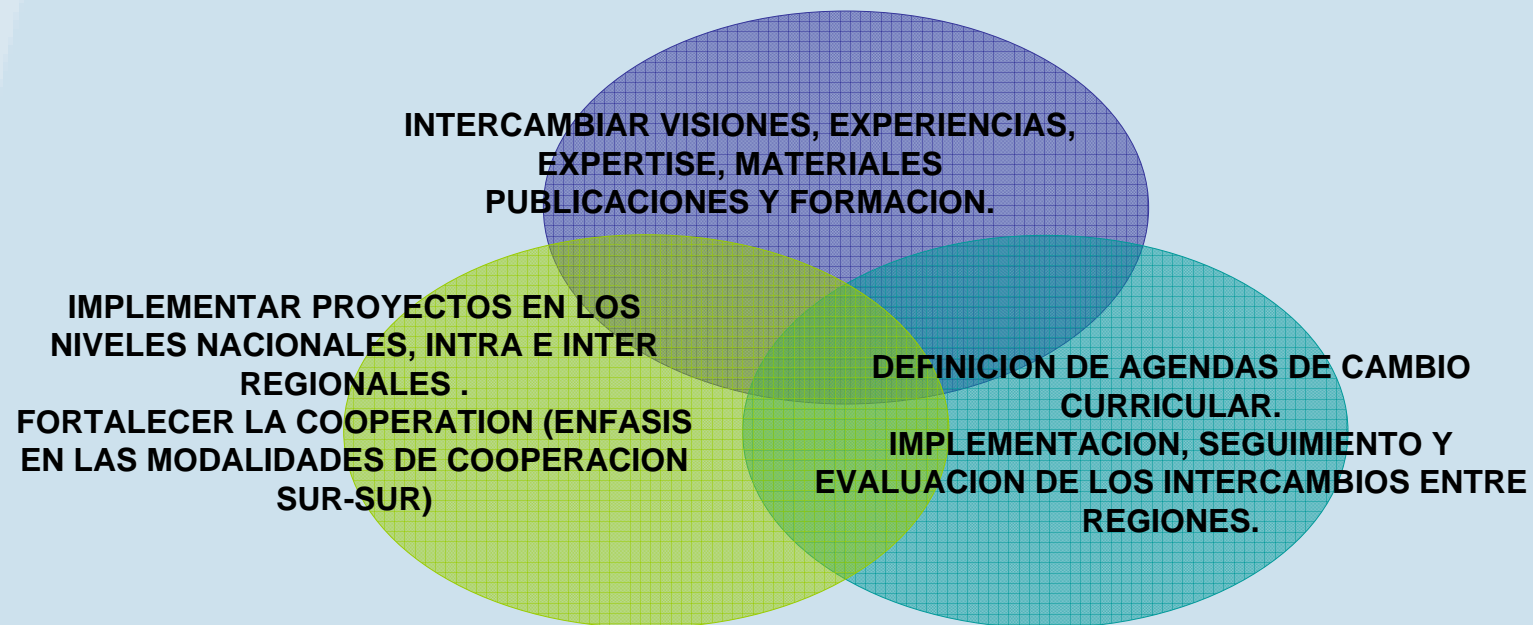 INTERCAMBIAR VISIONES, EXPERIENCIAS,
EXPERTISE, MATERIALES
PUBLICACIONES Y FORMACION.
IMPLEMENTAR PROYECTOS EN LOS
NIVELES NACIONALES, INTRA E INTER
REGIONALES .
FORTALECER LA COOPERATION (ENFASIS
EN LAS MODALIDADES DE COOPERACION
SUR-SUR)
DEFINICION DE AGENDAS DE CAMBIO
CURRICULAR.
IMPLEMENTACION, SEGUIMIENTO Y
EVALUACION DE LOS INTERCAMBIOS ENTRE
REGIONES.